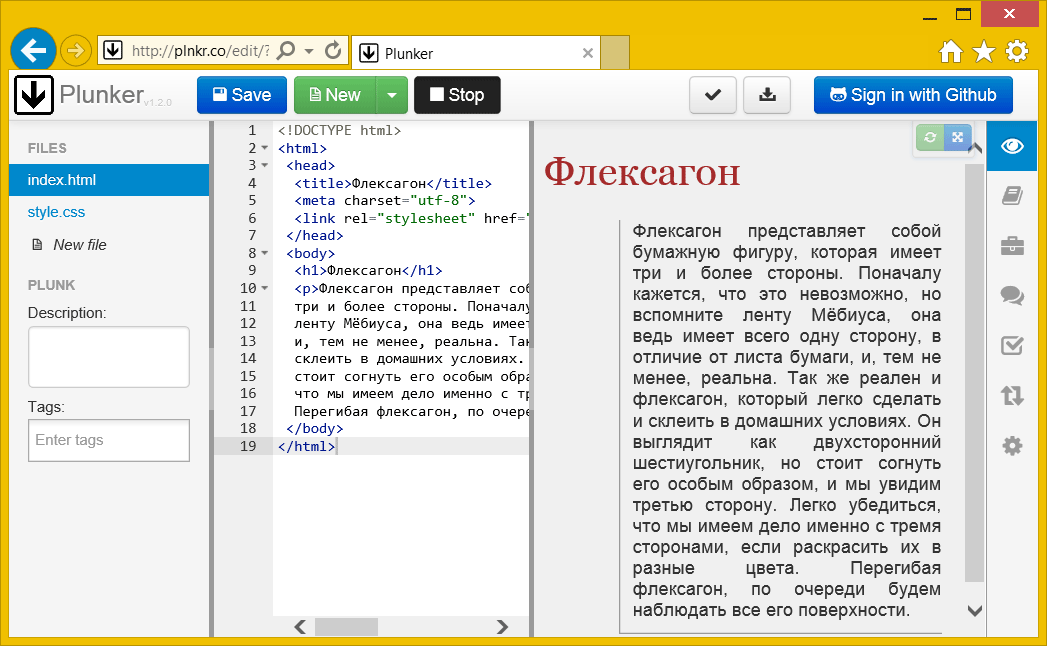 http://plnkr.co/edit/?
Plunker
Plunker v1.2.0
Save
New
Stop
Sign in with Github
FILES
index.html
style.css
New file
PLUNK
Description:
Tags:
Enter tags
1 <!DOCTYPE html>
2 <html>
3 <head>
4 <title>Флексагон</title>
5 <meta charset="utf-8">
6 <link rel="stylesheet" href="
7 </head>
8 <body>
9 <h1>Флексагон</h1>
10 <p>Флексагон представляет соб
11 три и более стороны. Поначалу
12 ленту Мёбиуса, она ведь имеет
13 и, тем не менее, реальна. Так
14 склеить в домашних условиях.
15 стоит согнуть его особым обра
16 что мы имеем дело именно с тр
17 Перегибая флексагон, по очере
18 </body>
19 </html>
Флексагон
Флексагон представляет собой
бумажную фигуру, которая имеет
три и более стороны. Поначалу
кажется, что это невозможно, но
вспомните ленту Мёбиуса, она
ведь имеет всего одну сторону, в
отличие от листа бумаги, и, тем не
менее, реальна. Так же реален и
флексагон, который легко сделать
и склеить в домашних условиях. Он
выглядит как двухсторонний
шестиугольник, но стоит согнуть
его особым образом, и мы увидим
третью сторону. Легко убедиться,
что мы имеем дело именно с тремя
сторонами, если раскрасить их в
разные цвета. Перегибая
флексагон, по очереди будем
наблюдать все его поверхности.